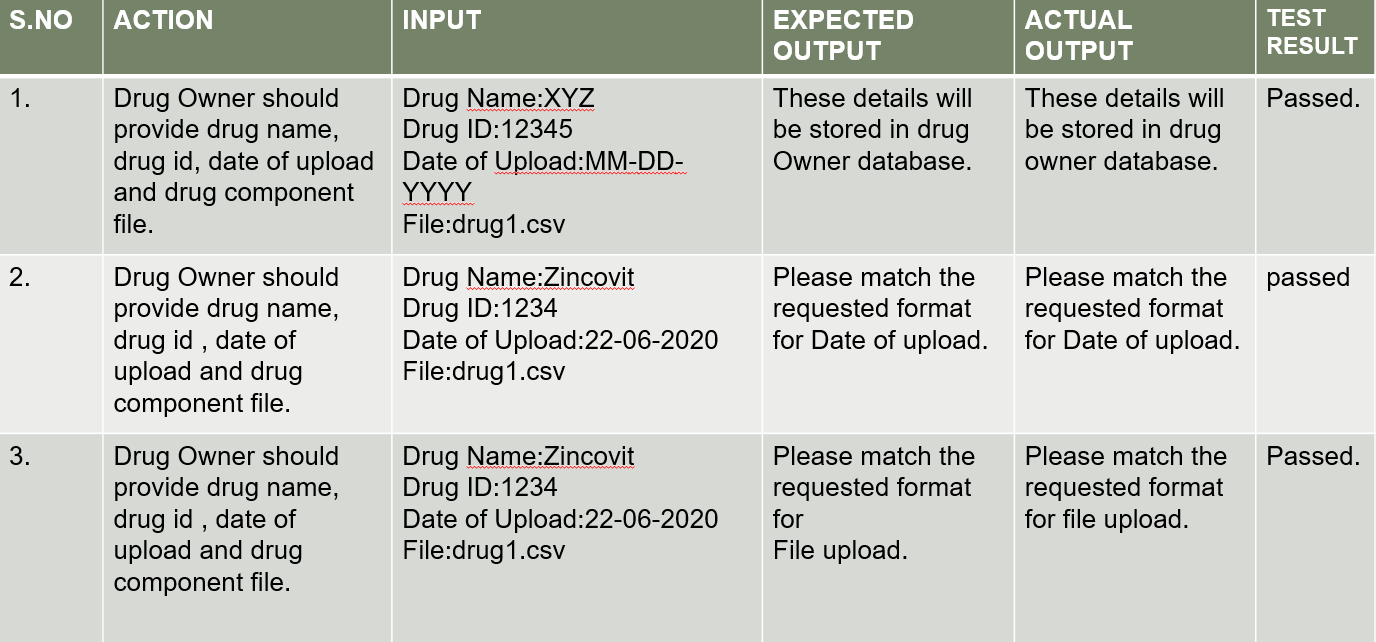 S.NO
ACTION
INPUT
EXPECTED
OUTPUT
ACTUAL
OUTPUT
TEST
RESULT
1.
Drug Owner should
provide drug name,
drug id, date of upload
and drug component
file.
Drug Name:XYZ
Drug ID:12345
Date of Upload:MM-DD-
YYYY
File:drug1.csv
These details will
be stored in drug
Owner database.
These details will
be stored in drug
owner database.
Passed.
2.
Drug Owner should
provide drug name,
drug id , date of
upload and drug
component file.
Drug Name:Zincovit
Drug ID:1234
Date of Upload:22-06-2020
File:drug1.csv
Please match the
requested format
for Date of upload.
Please match the
requested format
for Date of upload.
passed
3.
Drug Owner should
provide drug name,
drug id , date of
upload and drug
component file.
Drug Name:Zincovit
Drug ID:1234
Date of Upload:22-06-2020
File:drug1.csv
Please match the
requested format
for
File upload.
Please match the
requested format
for file upload.
Passed.